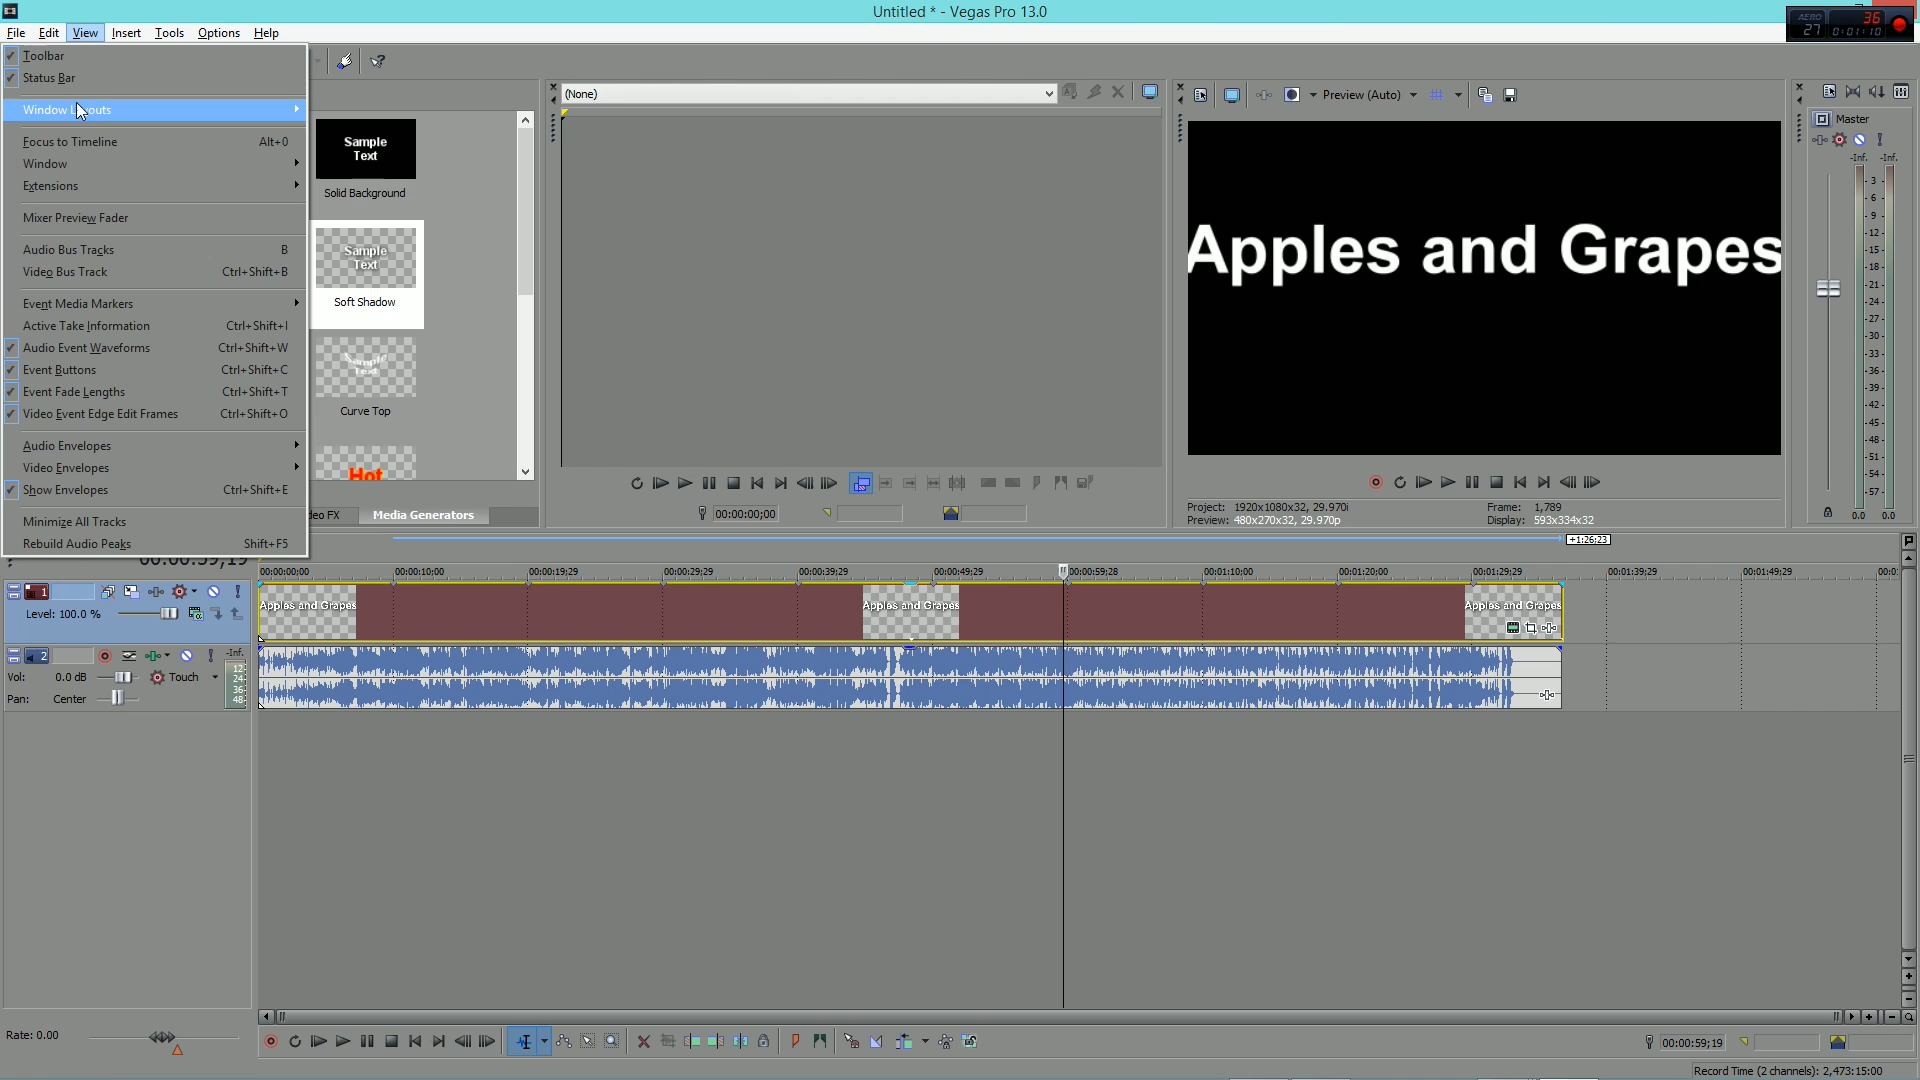 Untitled * - Vegas Pro 13.0
AERO 27 36 0:01:10
File Edit View Insert Tools Options Help
Toolbar
Status Bar
Window
Focus to Timeline Alt+0
Window
Extensions
Mixer Preview Fader
Audio Bus Tracks B
Video Bus Track Ctrl+Shift+B
Event Media Markers
Active Take Information Ctrl+Shift+I
Audio Event Waveforms Ctrl+Shift+W
Event Buttons Ctrl+Shift+C
Event Fade Lengths Ctrl+Shift+T
Video Event Edge Edit Frames Ctrl+Shift+O
Audio Envelopes
Video Envelopes
Show Envelopes Ctrl+Shift+E
Minimize All Tracks
Rebuild Audio Peaks Shift+F5
Sample
Text
Solid Background
Sample
Text
Soft Shadow
Sample
Text
Curve Top
Hot
FX Media Generators
(None)
00:00:00;00
Preview (Auto)
Apples and Grapes
Project: 1920x1080x32, 29.970i
Preview: 480x270x32, 29.970p
Frame: 1,789
Display: 593x334x32
Master
-Inf. -Inf.
- 3 -
- 6 -
- 9 -
-12-
-15-
-18-
-21-
-24-
-27-
-30-
-33-
-36-
-39-
-42-
-45-
-48-
-51-
-54-
-57-
0.0 0.0
+1:26;23
00:00:00;00 00:00:10;00 00:00:19;29 00:00:29;29 00:00:39;29 00:00:49;29 00:00:59;28 00:01:10;00 00:01:20;00 00:01:29;29 00:01:39;29 00:01:49;29 00:0
1
Level: 100.0 %
Apples and Grapes Apples and Grapes Apples and Grapes
2
-Inf.
Vol: 0.0 dB Touch
Pan: Center
12
24
36
48
Rate: 0.00
00:00:59;19
Record Time (2 channels): 2,473:15:00